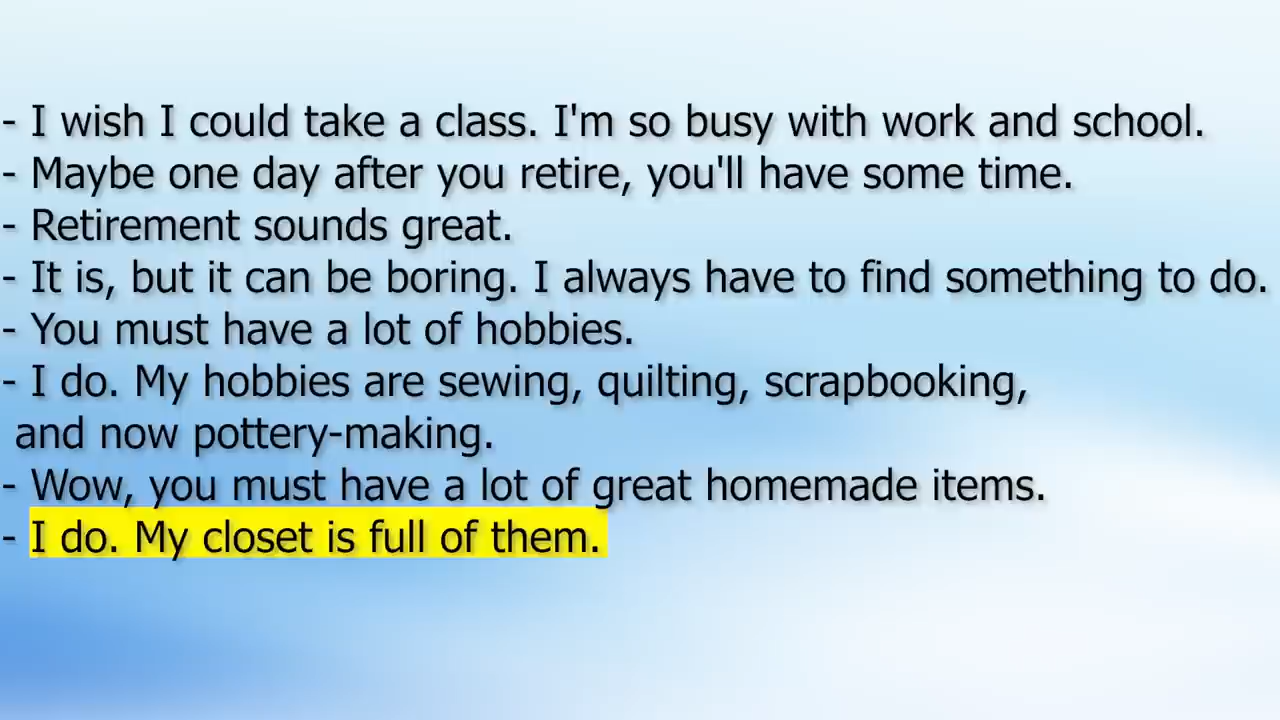 - I wish I could take a class. I'm so busy with work and school.
- Maybe one day after you retire, you'll have some time.
- Retirement sounds great.
- It is, but it can be boring. I always have to find something to do.
- You must have a lot of hobbies.
- I do. My hobbies are sewing, quilting, scrapbooking,
and now pottery-making.
- Wow, you must have a lot of great homemade items.
- I do. My closet is full of them.